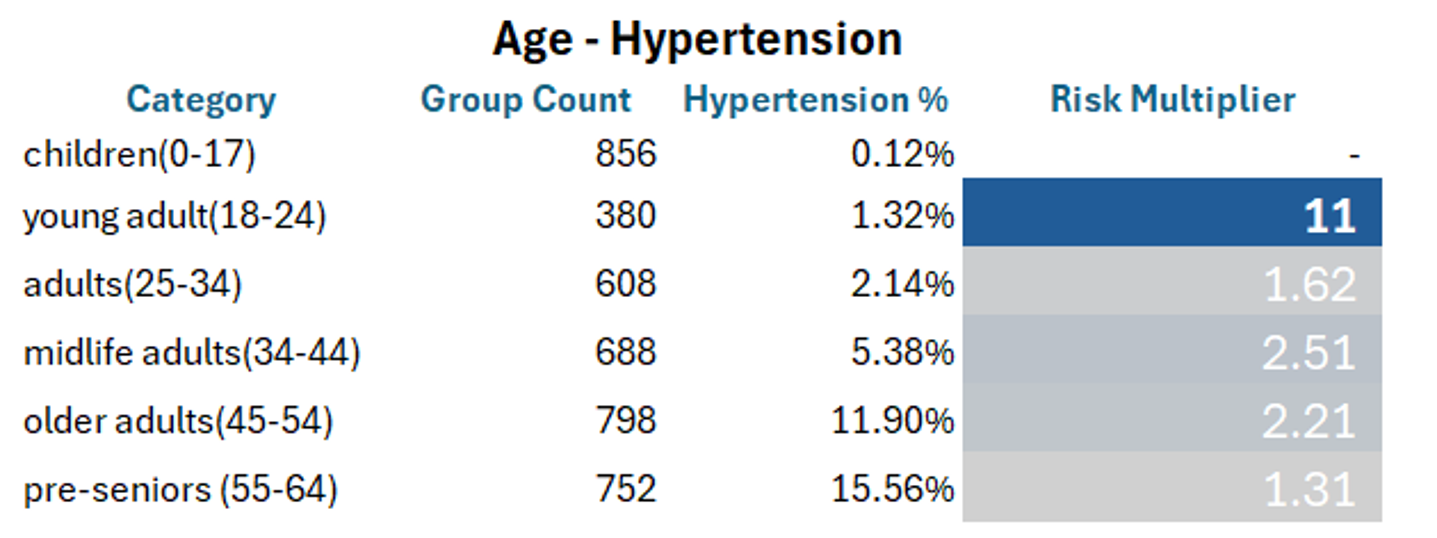 Age - Hypertension
Category Group Count Hypertension % Risk Multiplier
children(0-17) 856 0.12% -
young adult(18-24) 380 1.32% 11
adults(25-34) 608 2.14% 1.62
midlife adults(34-44) 688 5.38% 2.51
older adults(45-54) 798 11.90% 2.21
pre-seniors (55-64) 752 15.56% 1.31